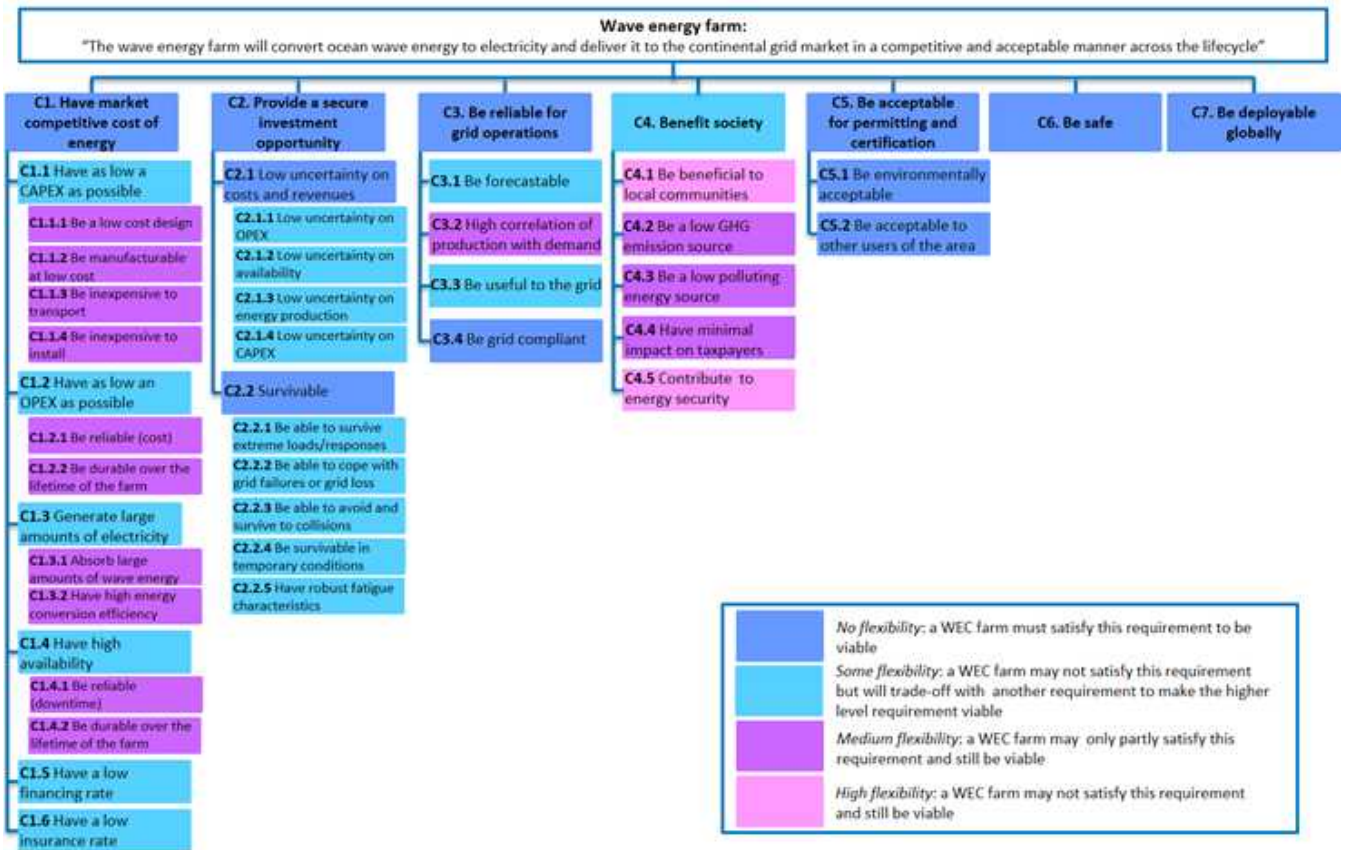 Wave energy farm:
"The wave energy farm will convert ocean wave energy to electricity and deliver it to the continental grid market in a competitive and acceptable manner across the lifecycle"
C1. Have market
competitive cost of
energy
C1.1 Have as low a
CAPEX as possible
C1.1.1 Be a low cost design
C1.1.2 Be manufacturable
at low cost
C1.1.3 Be inexpensive to
transport
C1.1.4 Be inexpensive to
install
C1.2 Have as low an
OPEX as possible
C1.2.1 Be reliable (cost)
C1.2.2 Be durable over the
lifetime of the farm
C1.3 Generate large
amounts of electricity
C1.3.1 Absorb large
amounts of wave energy
C1.3.2 Have high energy
conversion efficiency
C1.4 Have high
availability
C1.4.1 Be reliable
(downtime)
C1.4.2 Be durable over the
lifetime of the farm
C1.5 Have a low
financing rate
C1.6 Have a low
insurance rate
C2. Provide a secure
investment
opportunity
C2.1 Low uncertainty on
costs and revenues
C2.1.1 Low uncertainty on
OPEX
C2.1.2 Low uncertainty on
availability
C2.1.3 Low uncertainty on
energy production
C2.1.4 Low uncertainty on
CAPEX
C2.2 Survivable
C2.2.1 Be able to survive
extreme loads/responses
C2.2.2 Be able to cope with
grid failures or grid loss
C2.2.3 Be able to avoid and
survive to collisions
C2.2.4 Be survivable in
temporary conditions
C2.2.5 Have robust fatigue
characteristics
C3. Be reliable for
grid operations
C3.1 Be forecastable
C3.2 High correlation of
production with demand
C3.3 Be useful to the grid
C3.4 Be grid compliant
C4. Benefit society
C4.1 Be beneficial to
local communities
C4.2 Be a low GHG
emission source
C4.3 Be a low polluting
energy source
C4.4 Have minimal
impact on taxpayers
C4.5 Contribute to
energy security
C5. Be acceptable
for permitting and
certification
C5.1 Be environmentally
acceptable
C5.2 Be acceptable to
other users of the area
C6. Be safe
C7. Be deployable
globally
No flexibility: a WEC farm must satisfy this requirement to be
viable
Some flexibility: a WEC farm may not satisfy this requirement
but will trade-off with another requirement to make the higher
level requirement viable
Medium flexibility: a WEC farm may only partly satisfy this
requirement and still be viable
High flexibility: a WEC farm may not satisfy this requirement
and still be viable